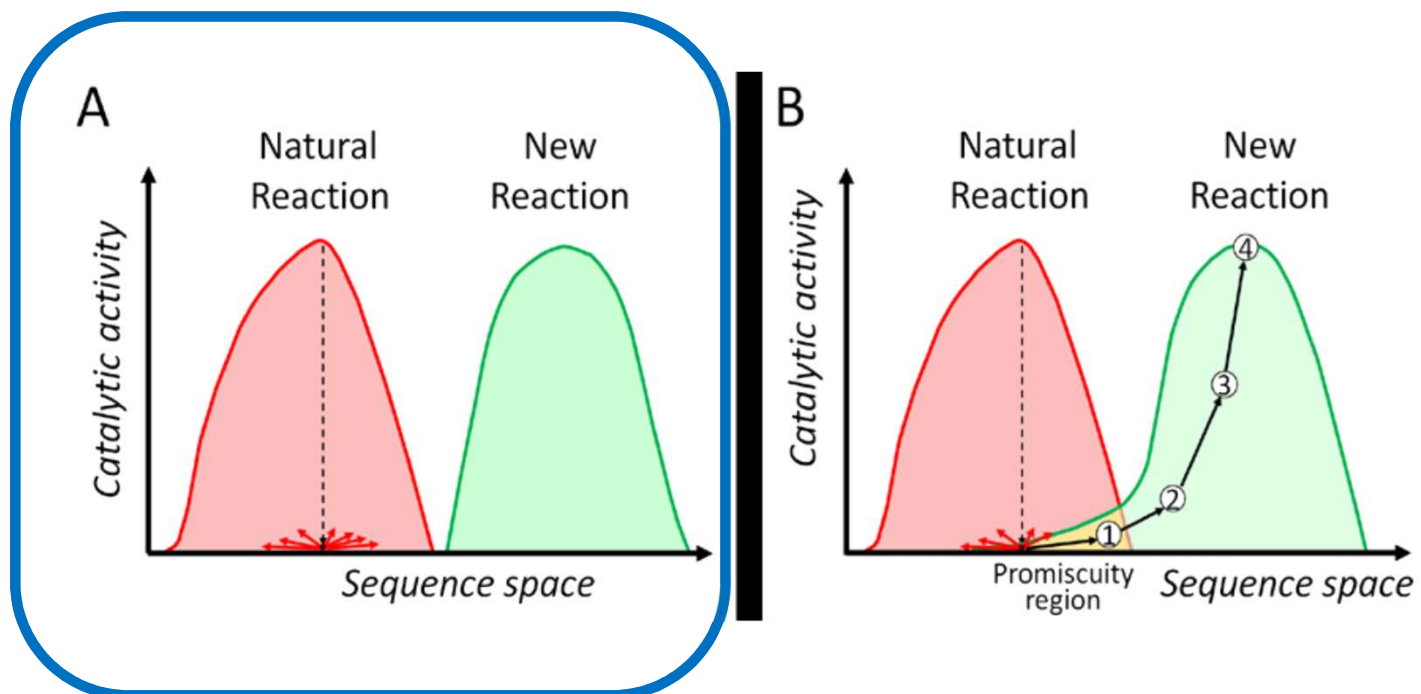 A
Natural
Reaction
New
Reaction
Catalytic activity
Sequence space
B
Natural
Reaction
New
Reaction
Catalytic activity
4
3
2
1
Promiscuity
region
Sequence space